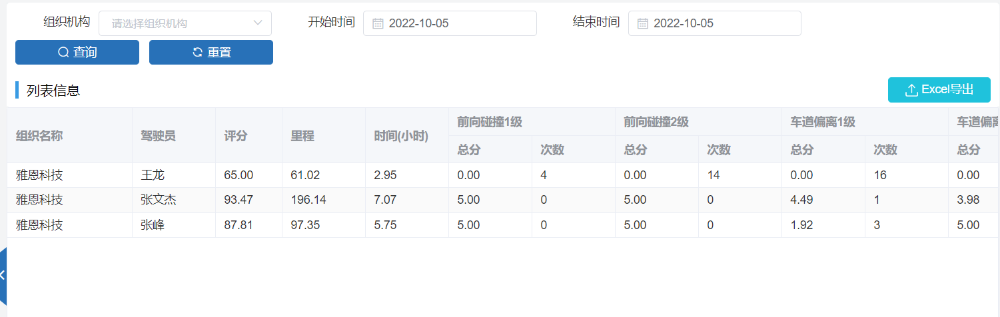 组织机构 请选择组织机构 开始时间 2022-10-05 结束时间 2022-10-05
查询 重置
列表信息 Excel导出
组织名称 驾驶员 评分 里程 时间(小时) 前向碰撞1级 前向碰撞2级 车道偏离1级 车道偏离
总分 次数 总分 次数 总分 次数 总分
雅恩科技 王龙 65.00 61.02 2.95 0.00 4 0.00 14 0.00 16 0.00
雅恩科技 张文杰 93.47 196.14 7.07 5.00 0 5.00 0 4.49 1 3.98
雅恩科技 张峰 87.81 97.35 5.75 5.00 0 5.00 0 1.92 3 5.00